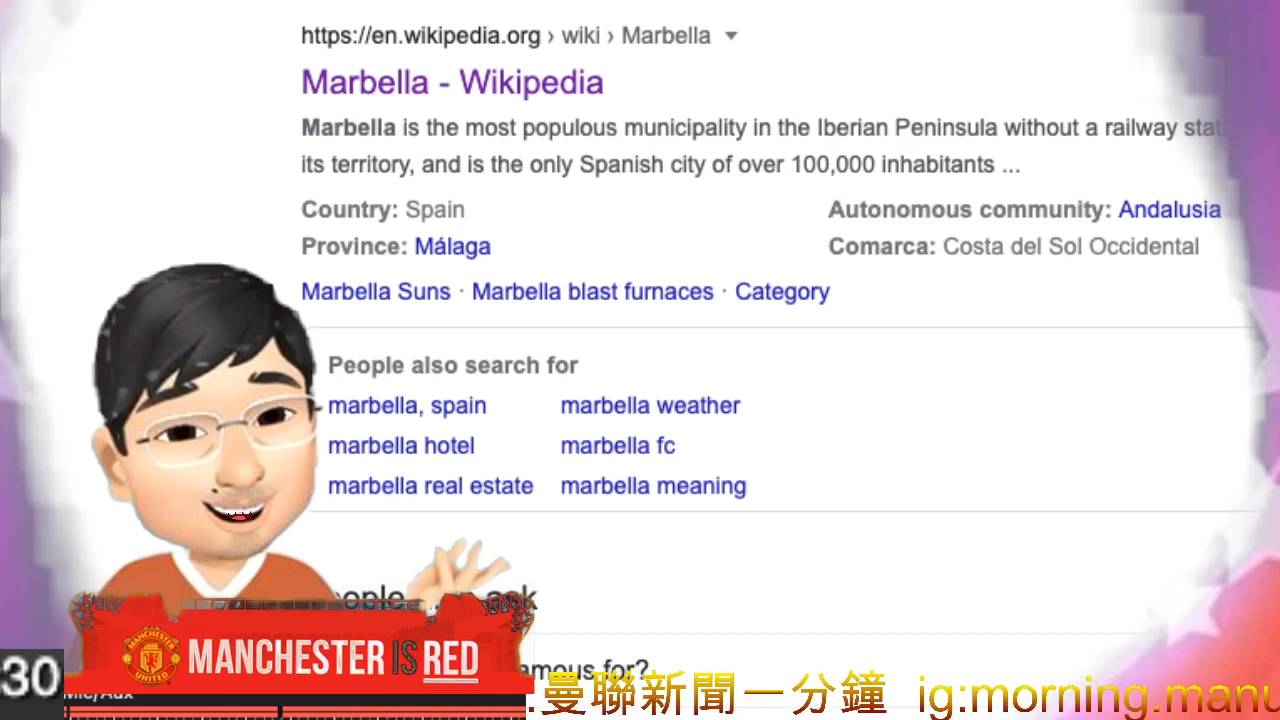 https://en.wikipedia.org › wiki › Marbella
Marbella - Wikipedia
Marbella is the most populous municipality in the Iberian Peninsula without a railway
its territory, and is the only Spanish city of over 100,000 inhabitants ...
Country: Spain
Autonomous community: Andalusia
Province: Málaga
Comarca: Costa del Sol Occidental
Marbella Suns · Marbella blast furnaces · Category
People also search for
marbella, spain
marbella weather
marbella hotel
marbella fc
marbella real estate
marbella meaning
ask
for?
MANCHESTER UNITED
MANCHESTER IS RED
:30
Mic/Aux
:曼聯新聞一分鐘 ig:morning.manu